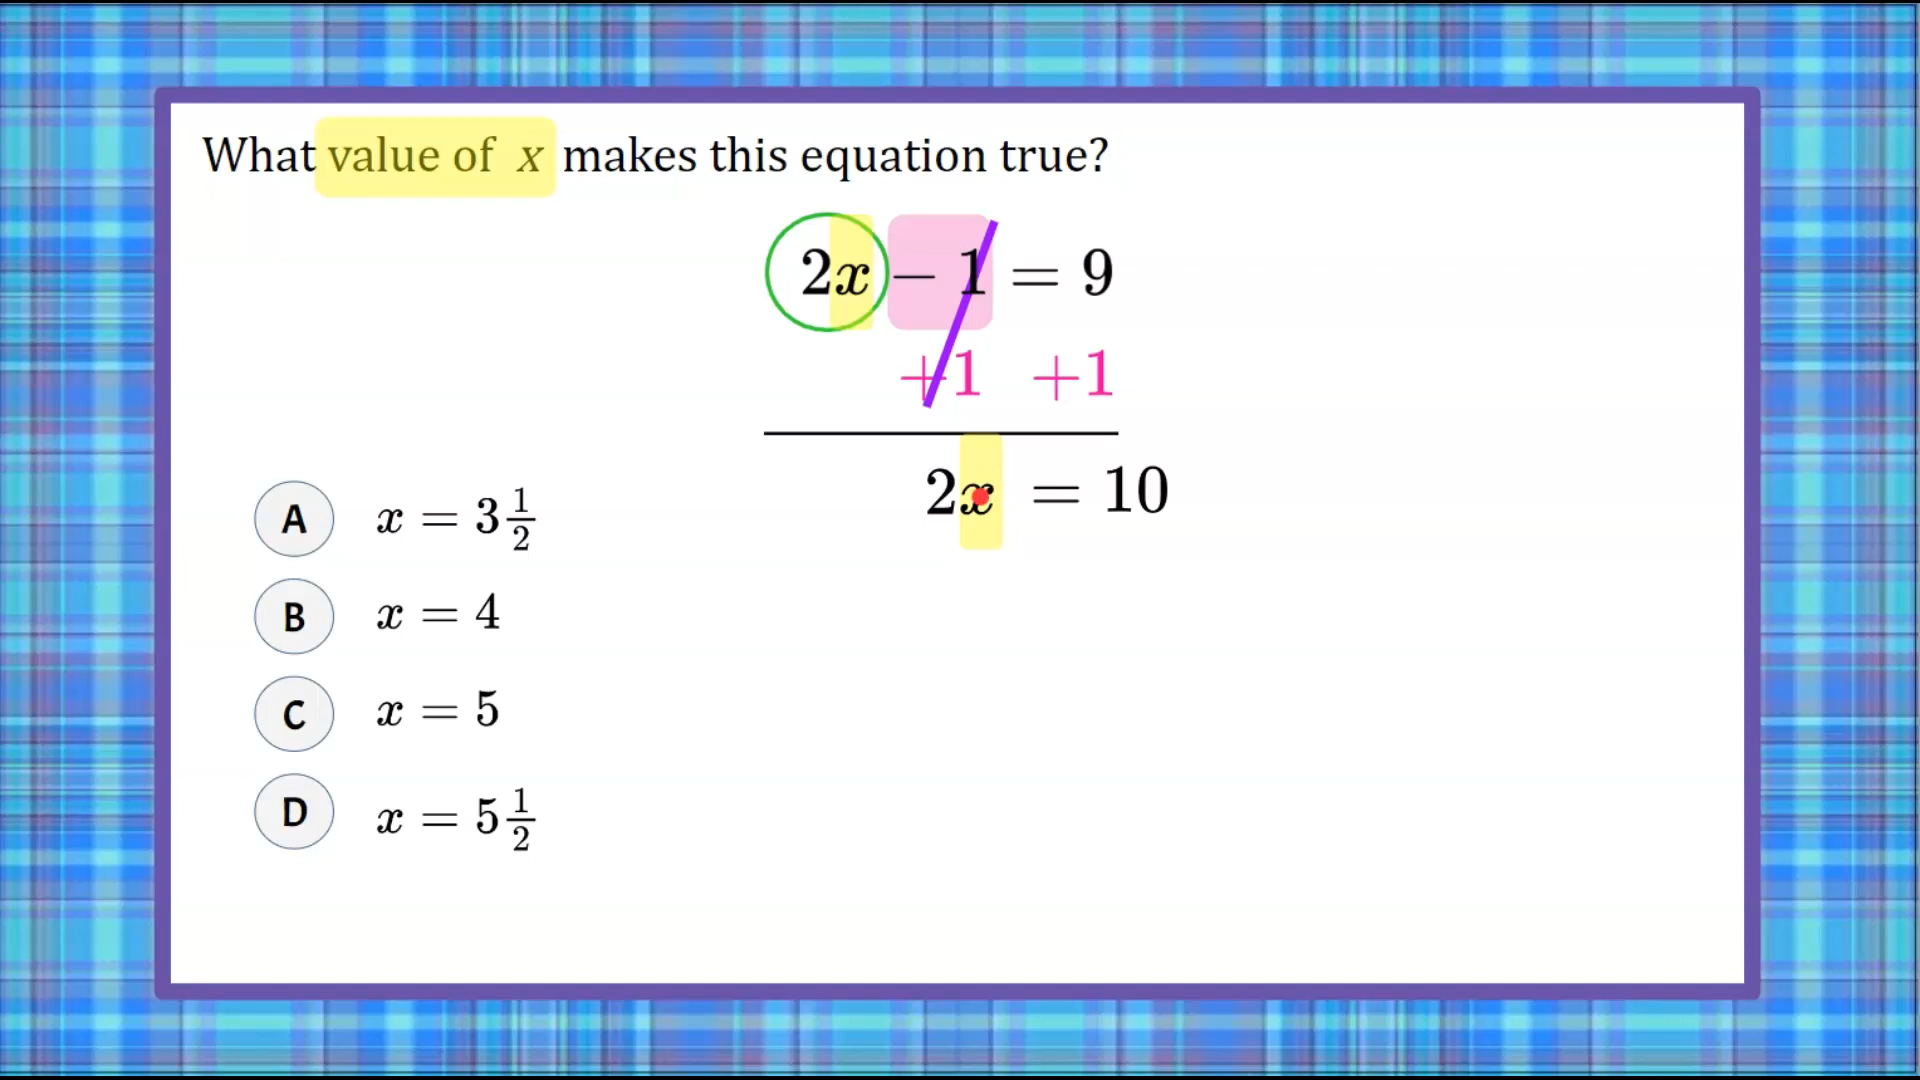 What value of x makes this equation true?
2x − 1 = 9
+1 +1
2x = 10
A x = 3 1/2
B x = 4
C x = 5
D x = 5 1/2